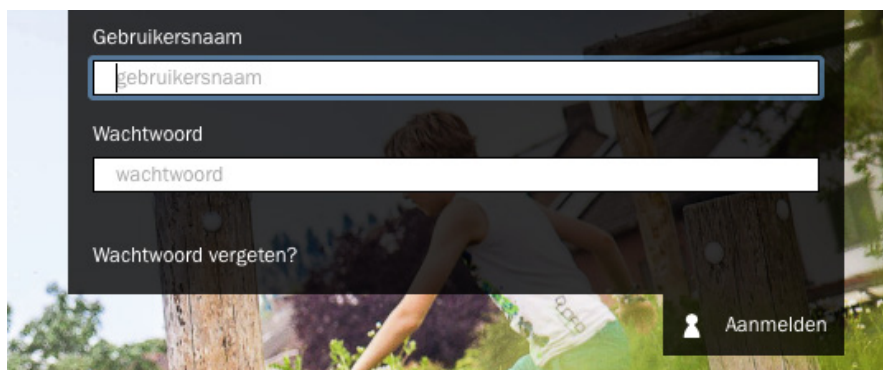 Gebruikersnaam
gebruikersnaam
Wachtwoord
wachtwoord
Wachtwoord vergeten?
Aanmelden